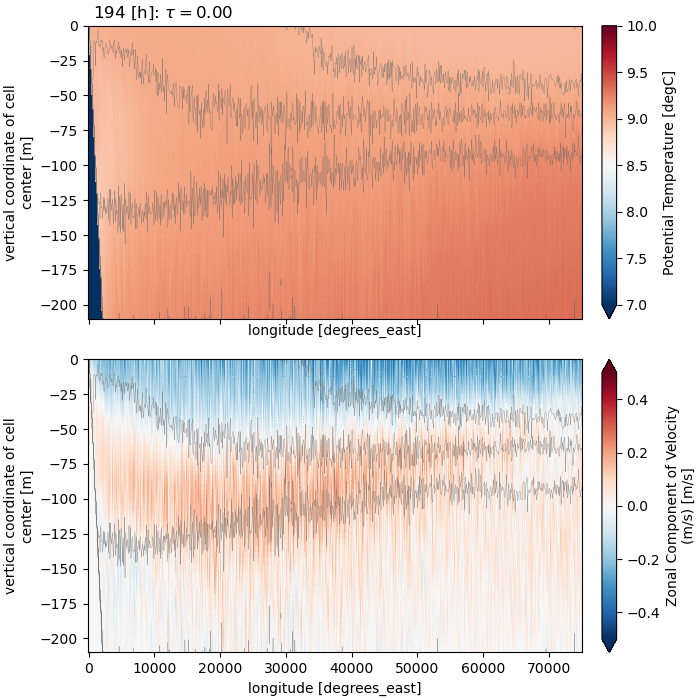 194 [h]: τ = 0.00
0
−25
−50
−75
−100
−125
−150
−175
−200
vertical coordinate of cell
center [m]
longitude [degrees_east]
10.0
9.5
9.0
8.5
8.0
7.5
7.0
Potential Temperature [degC]
0
−25
−50
−75
−100
−125
−150
−175
−200
vertical coordinate of cell
center [m]
0 10000 20000 30000 40000 50000 60000 70000
longitude [degrees_east]
0.4
0.2
0.0
−0.2
−0.4
Zonal Component of Velocity
(m/s) [m/s]